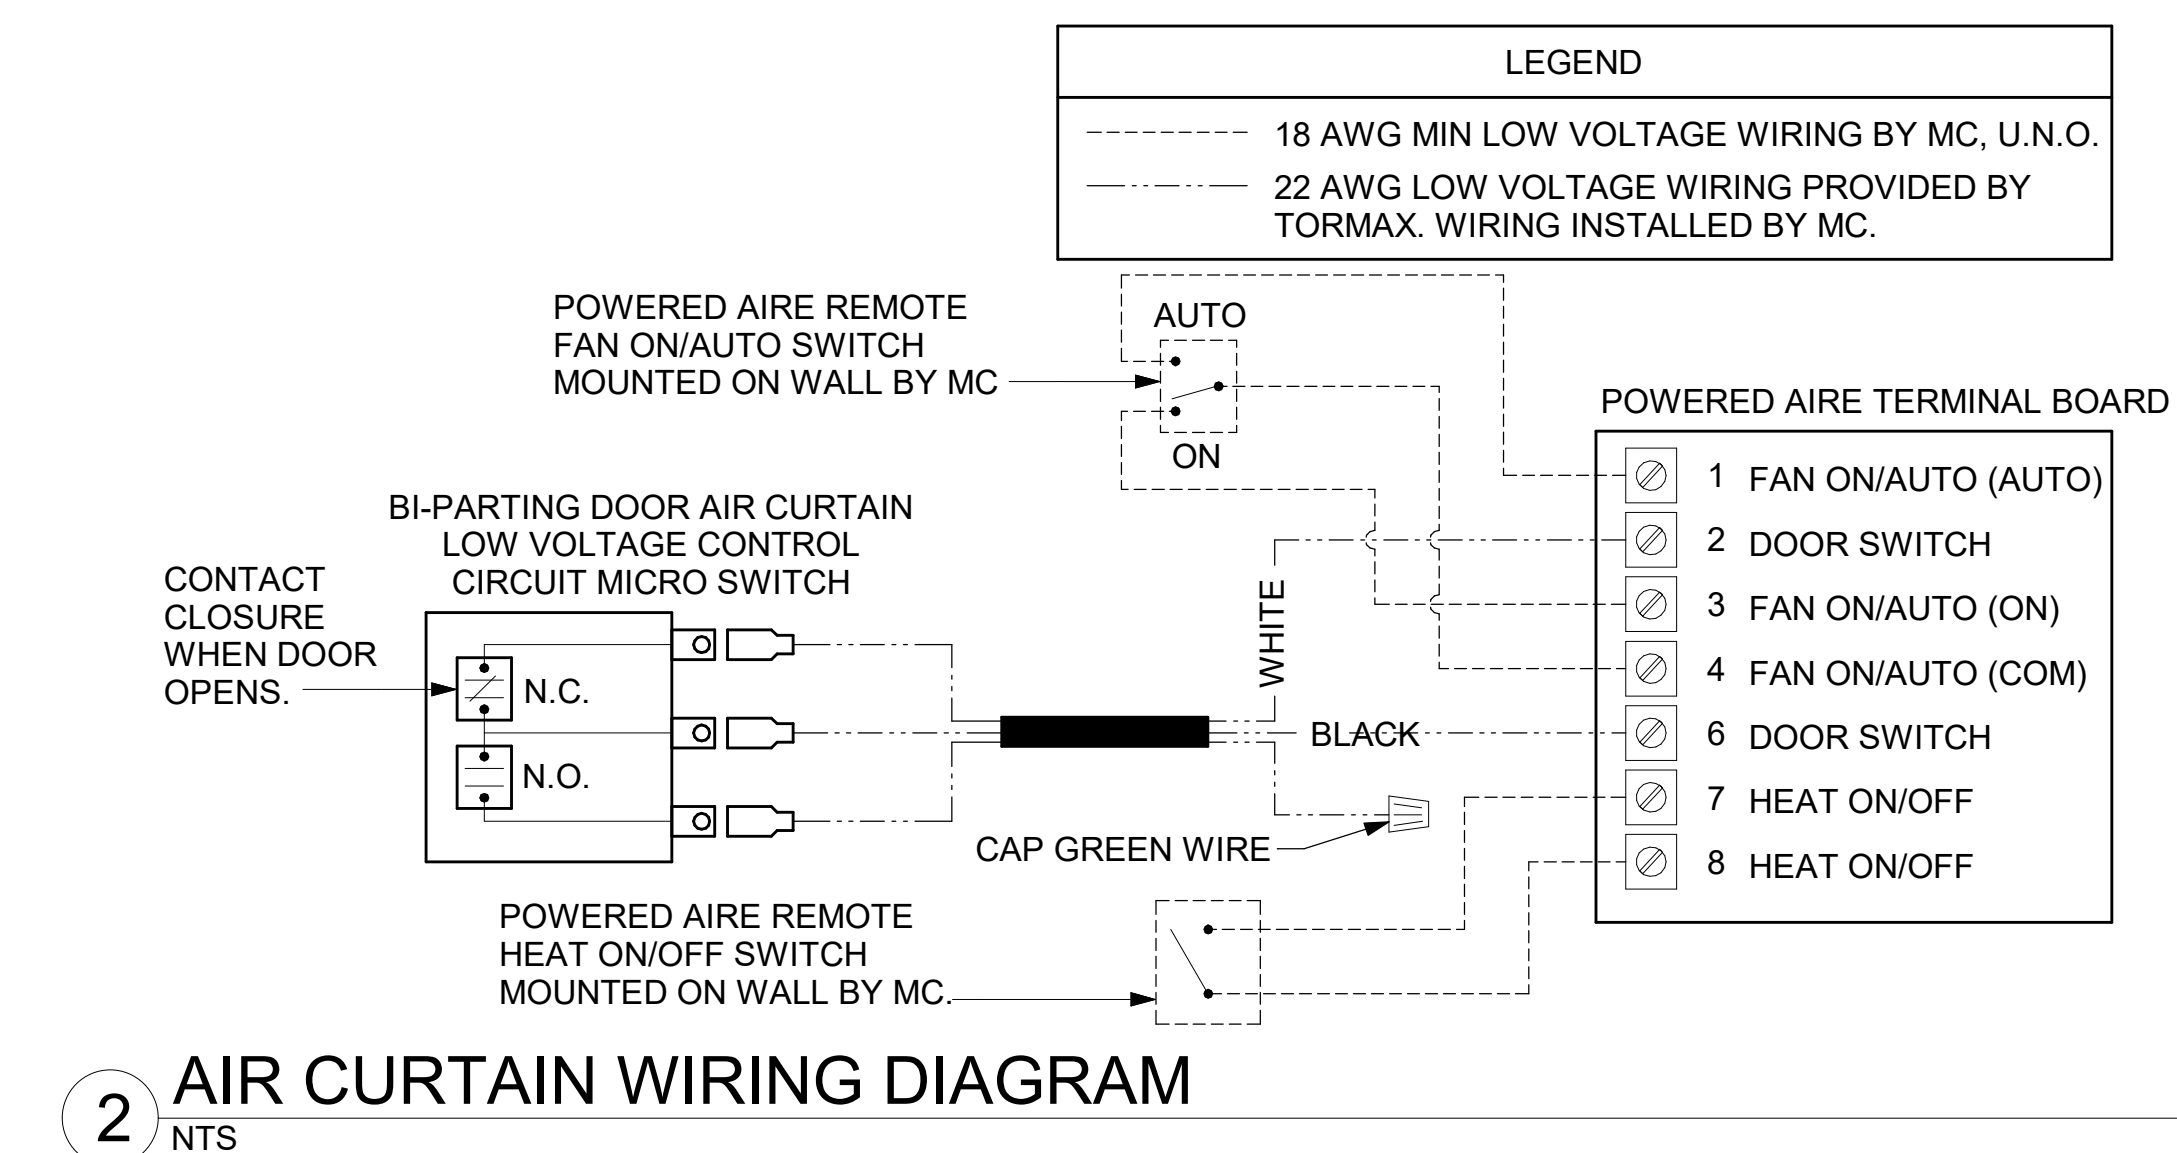 LEGEND
18 AWG MIN LOW VOLTAGE WIRING BY MC, U.N.O.
22 AWG LOW VOLTAGE WIRING PROVIDED BY
TORMAX. WIRING INSTALLED BY MC.
POWERED AIRE REMOTE
FAN ON/AUTO SWITCH
MOUNTED ON WALL BY MC
AUTO
ON
POWERED AIRE TERMINAL BOARD
1 FAN ON/AUTO (AUTO)
2 DOOR SWITCH
3 FAN ON/AUTO (ON)
4 FAN ON/AUTO (COM)
6 DOOR SWITCH
7 HEAT ON/OFF
8 HEAT ON/OFF
BI-PARTING DOOR AIR CURTAIN
LOW VOLTAGE CONTROL
CIRCUIT MICRO SWITCH
CONTACT
CLOSURE
WHEN DOOR
OPENS.
N.C.
N.O.
WHITE
BLACK
CAP GREEN WIRE
POWERED AIRE REMOTE
HEAT ON/OFF SWITCH
MOUNTED ON WALL BY MC.
2 AIR CURTAIN WIRING DIAGRAM
NTS